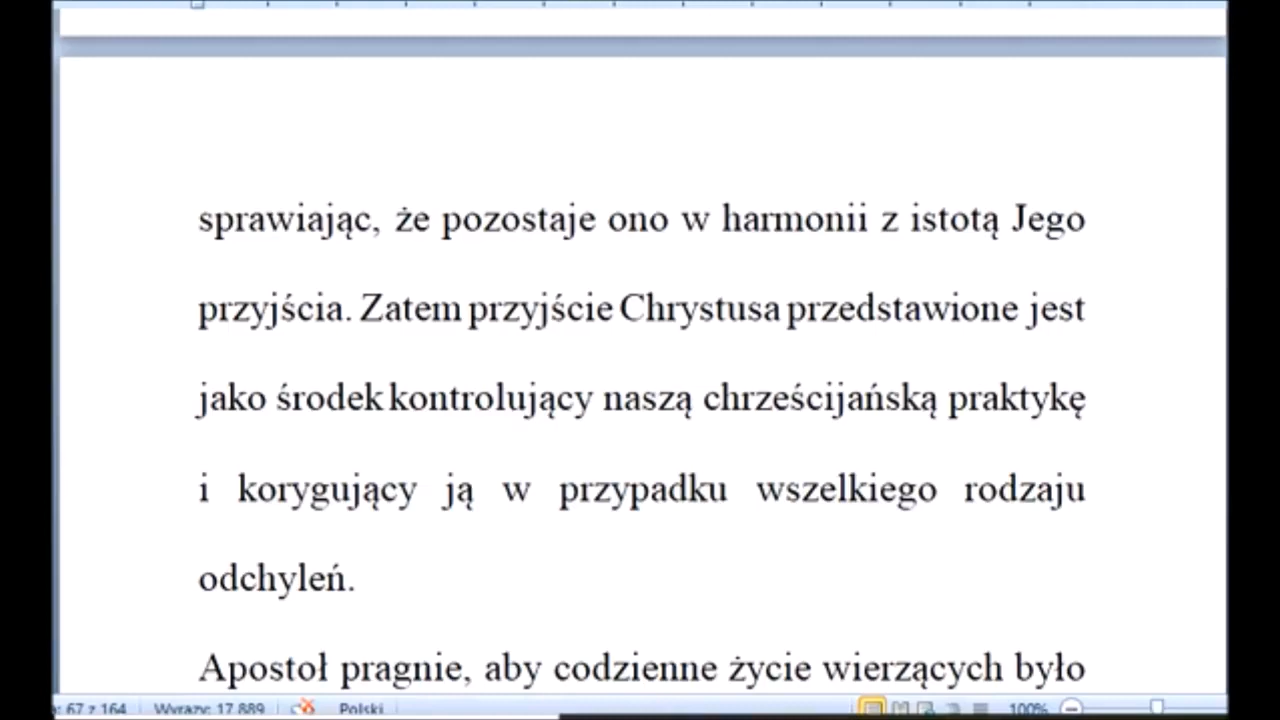 sprawiając, że pozostaje ono w harmonii z istotą Jego
przyjścia. Zatem przyjście Chrystusa przedstawione jest
jako środek kontrolujący naszą chrześcijańską praktykę
i korygujący ją w przypadku wszelkiego rodzaju
odchyleń.
Apostoł pragnie, aby codzienne życie wierzących było
: 67 z 164 Wyrazy: 17 889 Polski 100%